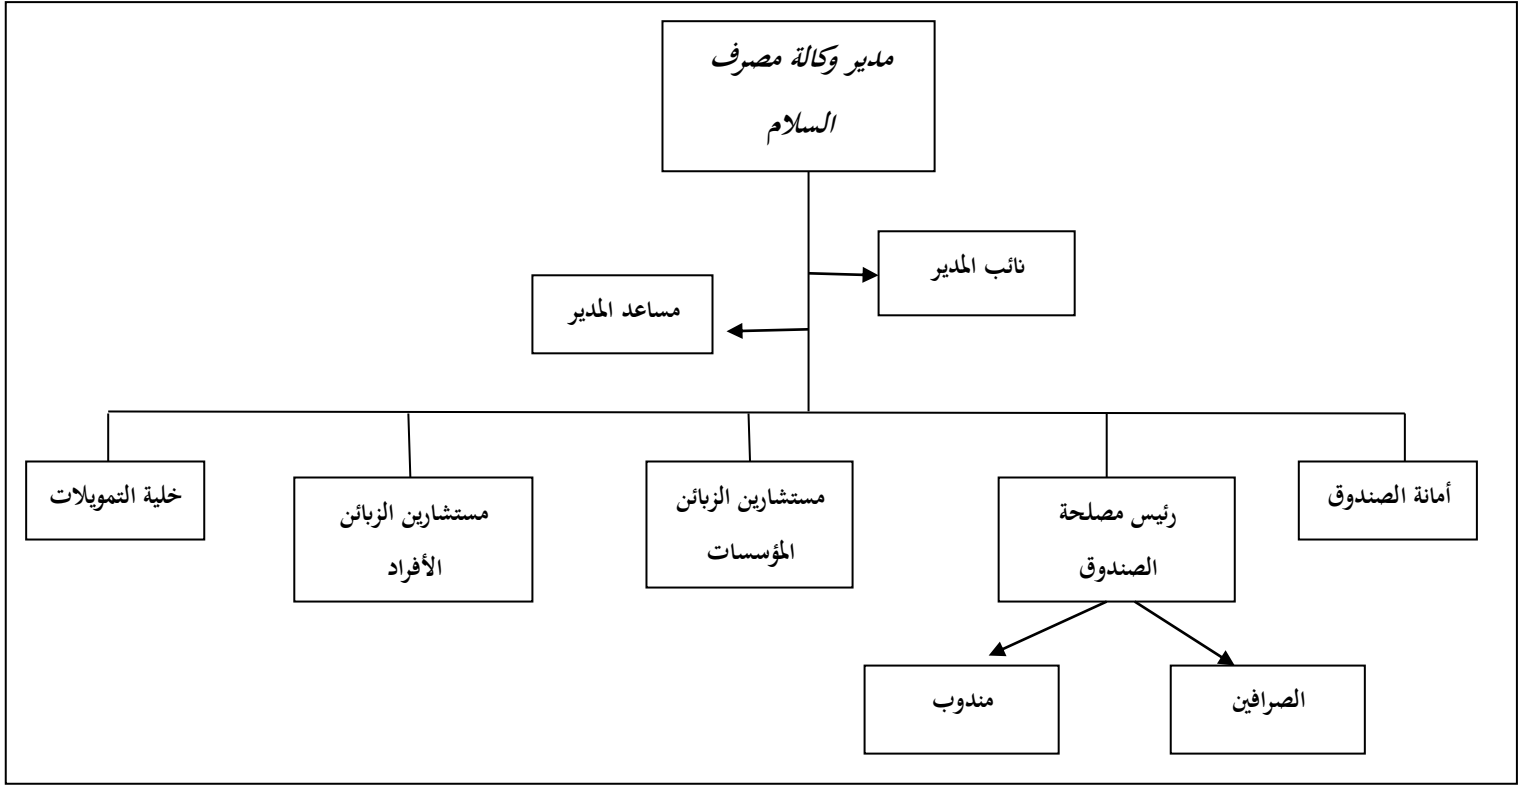 مدير وكالة مصرف
السلام
نائب المدير
مساعد المدير
أمانة الصندوق
رئيس مصلحة
الصندوق
مستشارين الزبائن
المؤسسات
مستشارين الزبائن
الأفراد
خلية التمويلات
الصرافين
مندوب